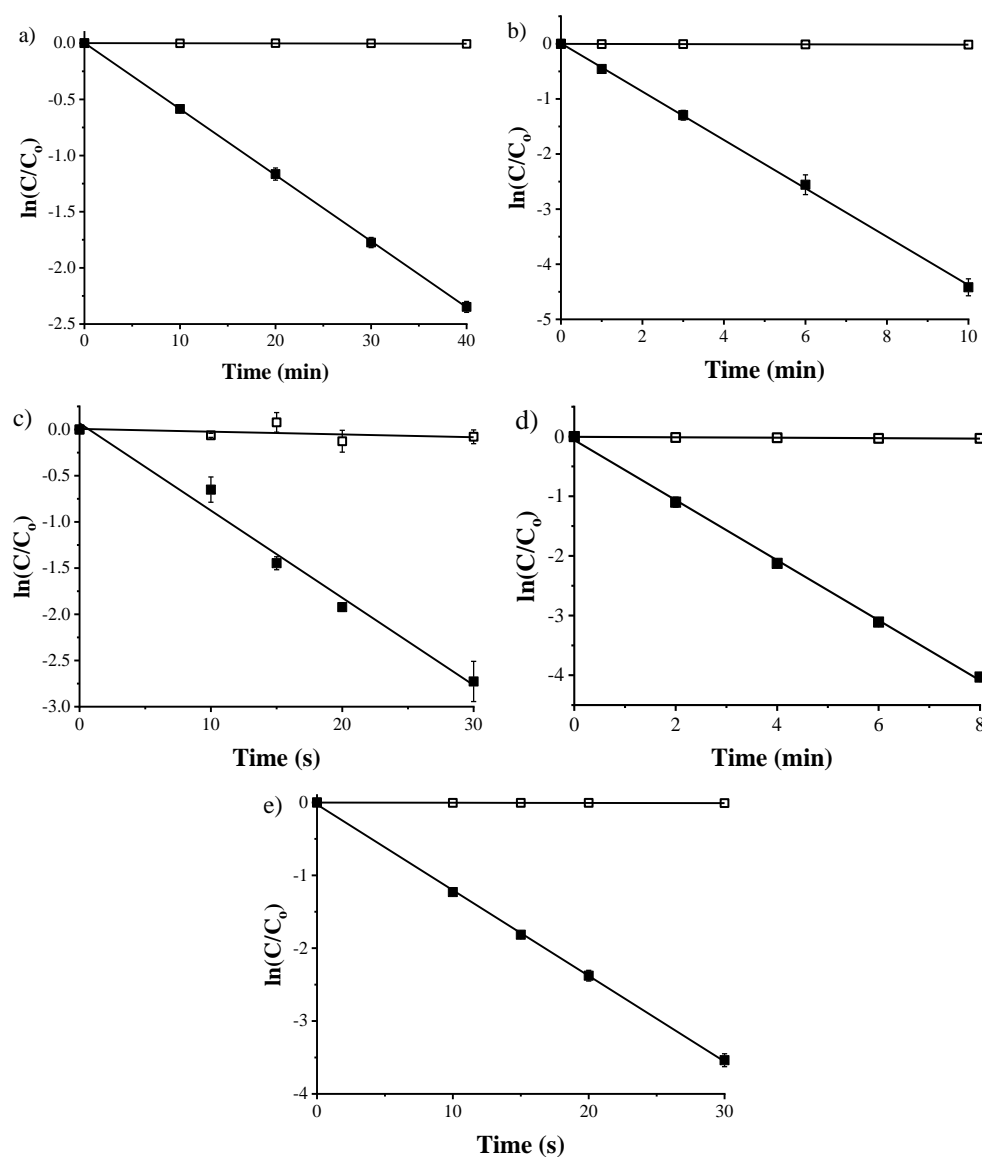 a)
0.0
-0.5
-1.0
-1.5
-2.0
-2.5
ln(C/Co)
0 10 20 30 40
Time (min)
b)
0
-1
-2
-3
-4
-5
ln(C/Co)
0 2 4 6 8 10
Time (min)
c)
0.0
-0.5
-1.0
-1.5
-2.0
-2.5
-3.0
ln(C/Co)
0 10 20 30
Time (s)
d)
0
-1
-2
-3
-4
ln(C/Co)
0 2 4 6 8
Time (min)
e)
0
-1
-2
-3
-4
ln(C/Co)
0 10 20 30
Time (s)